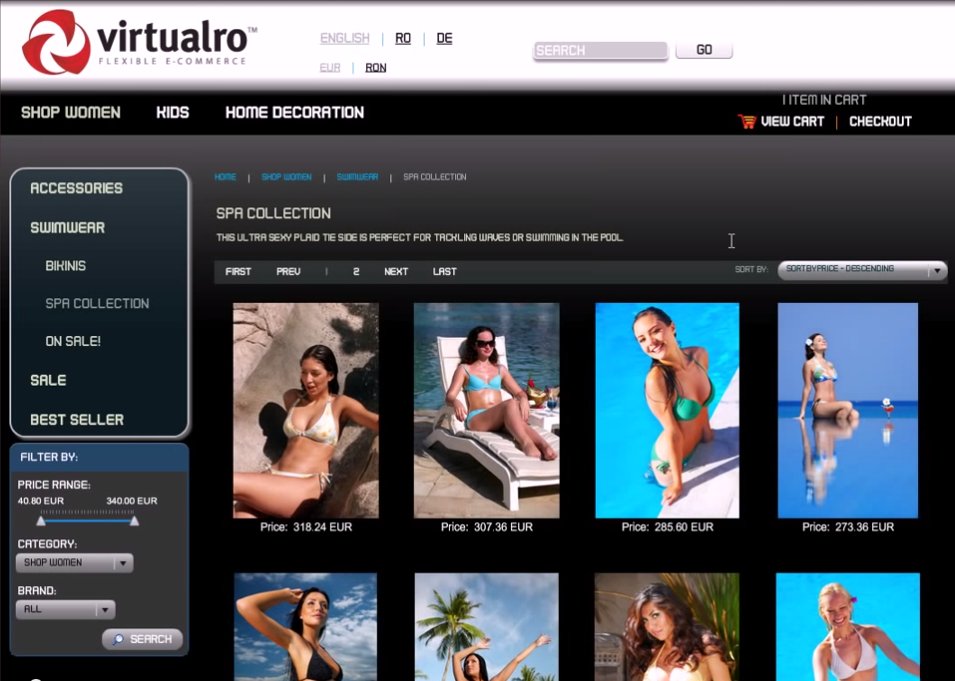 virtualro™
FLEXIBLE E-COMMERCE
ENGLISH | RO | DE
EUR | RON
SEARCH GO
SHOP WOMEN KIDS HOME DECORATION
1 ITEM IN CART
VIEW CART | CHECKOUT
ACCESSORIES
SWIMWEAR
BIKINIS
SPA COLLECTION
ON SALE!
SALE
BEST SELLER
FILTER BY:
PRICE RANGE:
40.80 EUR 340.00 EUR
CATEGORY:
SHOP WOMEN
BRAND:
ALL
SEARCH
HOME | SHOP WOMEN | SWIMWEAR | SPA COLLECTION
SPA COLLECTION
THIS ULTRA SEXY PLAID TIE SIDE IS PERFECT FOR TACKLING WAVES OR SWIMMING IN THE POOL.
FIRST PREV 1 2 NEXT LAST
SORT BY: SORTBYPRICE - DESCENDING
Price: 318.24 EUR
Price: 307.36 EUR
Price: 285.60 EUR
Price: 273.36 EUR